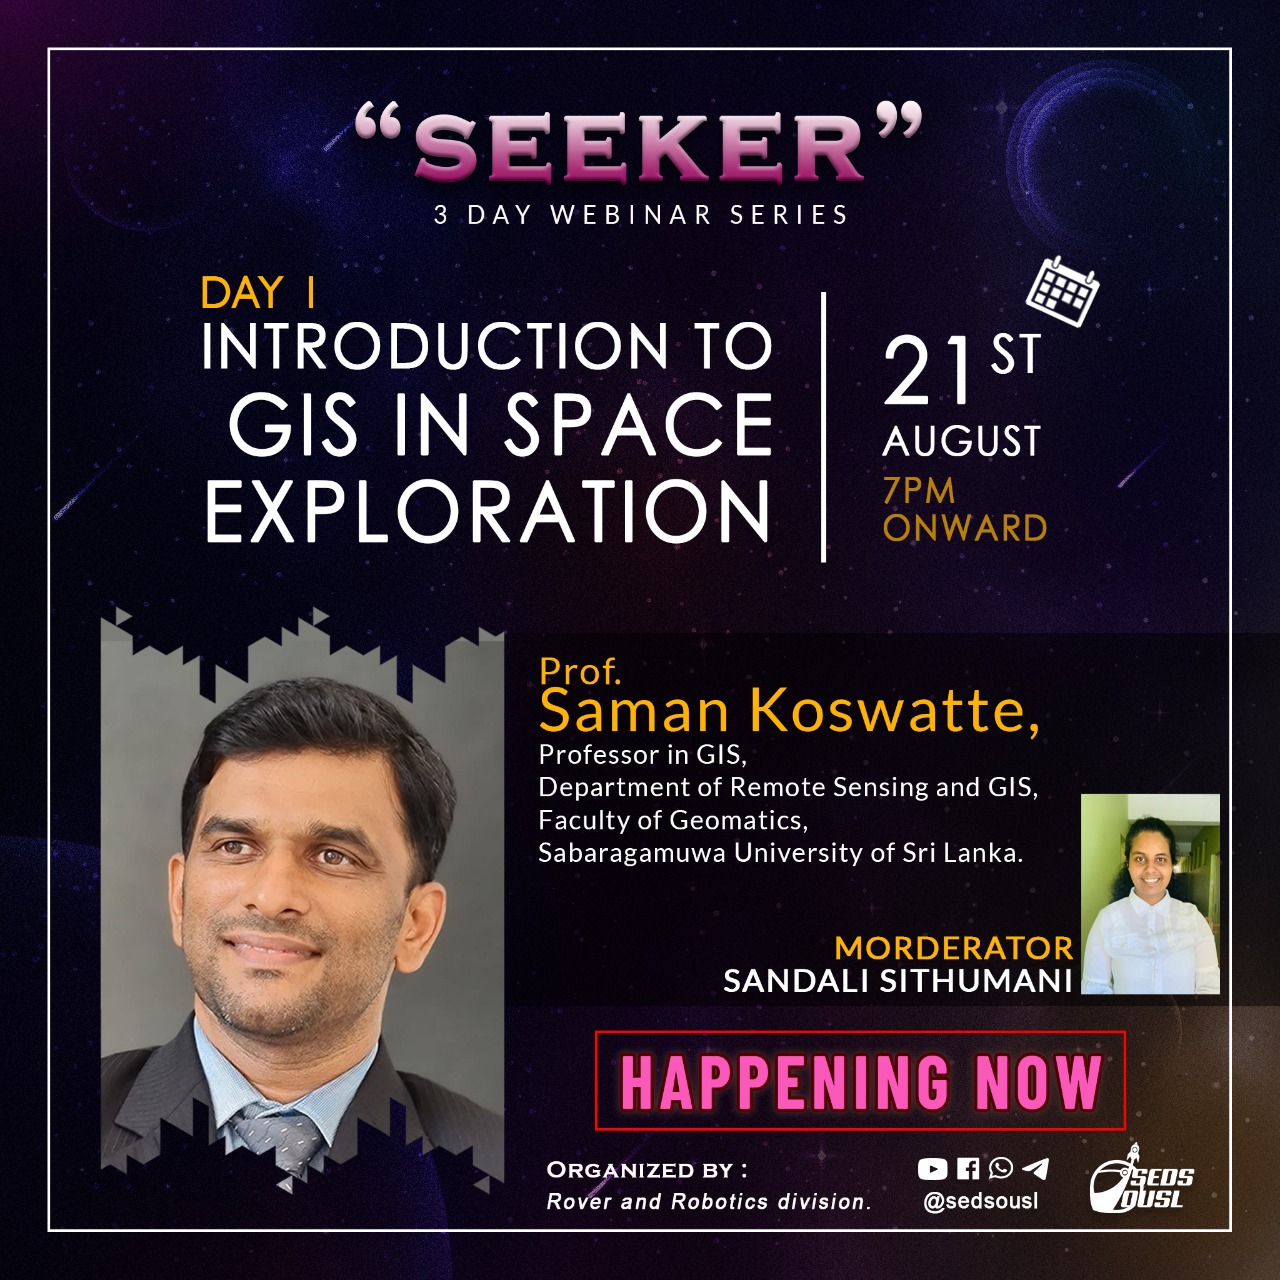 “SEEKER”
3 DAY WEBINAR SERIES
DAY 1
INTRODUCTION TO
GIS IN SPACE
EXPLORATION
21ST
AUGUST
7PM
ONWARD
Prof.
Saman Koswatte,
Professor in GIS,
Department of Remote Sensing and GIS,
Faculty of Geomatics,
Sabaragamuwa University of Sri Lanka.
MORDERATOR
SANDALI SITHUMANI
HAPPENING NOW
ORGANIZED BY :
Rover and Robotics division.
@sedsousl
SEDS
OUSL